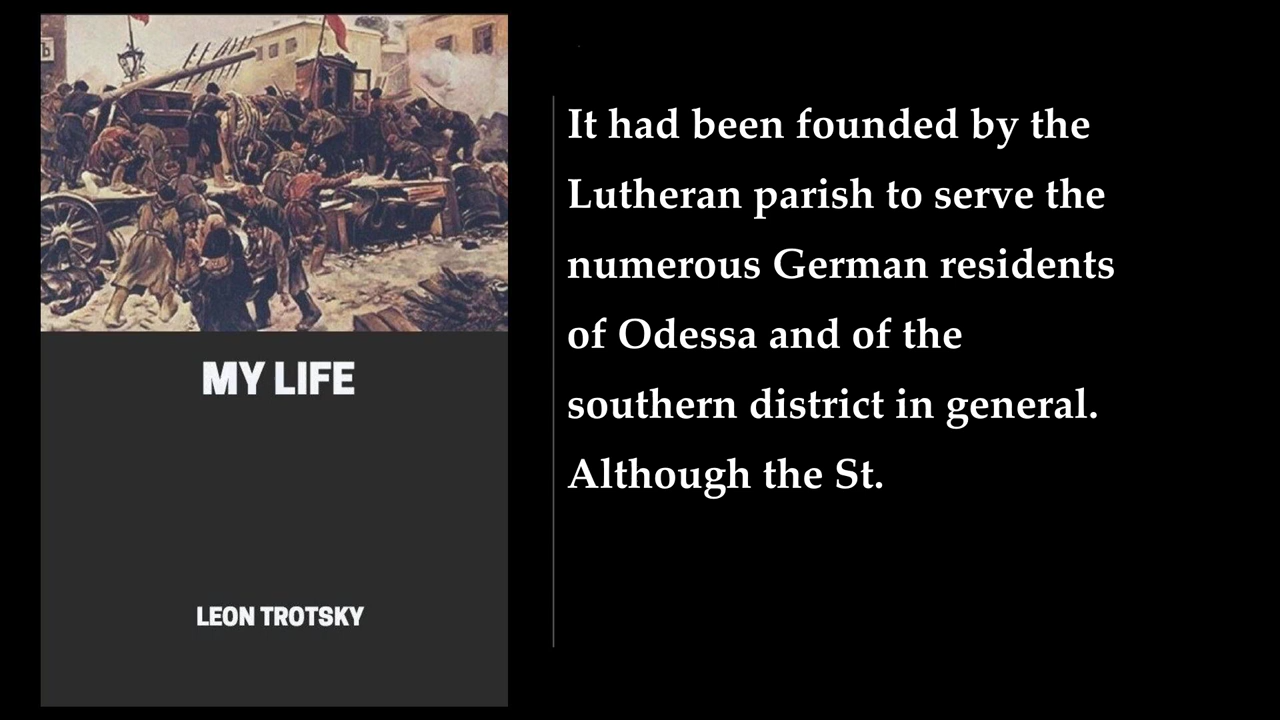 MY LIFE
LEON TROTSKY
It had been founded by the
Lutheran parish to serve the
numerous German residents
of Odessa and of the
southern district in general.
Although the St.